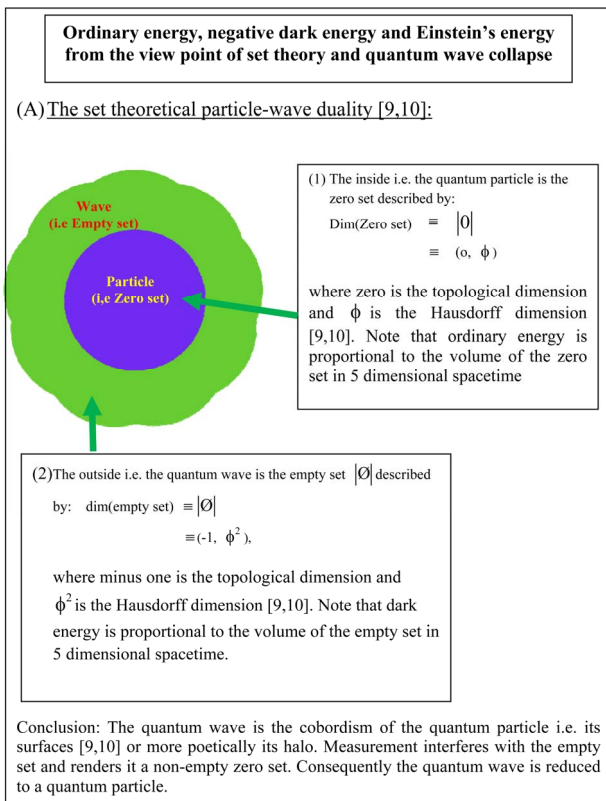 Ordinary energy, negative dark energy and Einstein's energy
from the view point of set theory and quantum wave collapse
(A) The set theoretical particle-wave duality [9,10]:
Wave
(i.e Empty set)
Particle
(i,e Zero set)
(1) The inside i.e. the quantum particle is the
zero set described by:
Dim(Zero set) ≡ |0|
≡ (o, ϕ)
where zero is the topological dimension
and ϕ is the Hausdorff dimension
[9,10]. Note that ordinary energy is
proportional to the volume of the zero
set in 5 dimensional spacetime
(2) The outside i.e. the quantum wave is the empty set |Ø| described
by: dim(empty set) ≡ |Ø|
≡ (-1, ϕ²),
where minus one is the topological dimension and
ϕ² is the Hausdorff dimension [9,10]. Note that dark
energy is proportional to the volume of the empty set in
5 dimensional spacetime.
Conclusion: The quantum wave is the cobordism of the quantum particle i.e. its
surfaces [9,10] or more poetically its halo. Measurement interferes with the empty
set and renders it a non-empty zero set. Consequently the quantum wave is reduced
to a quantum particle.